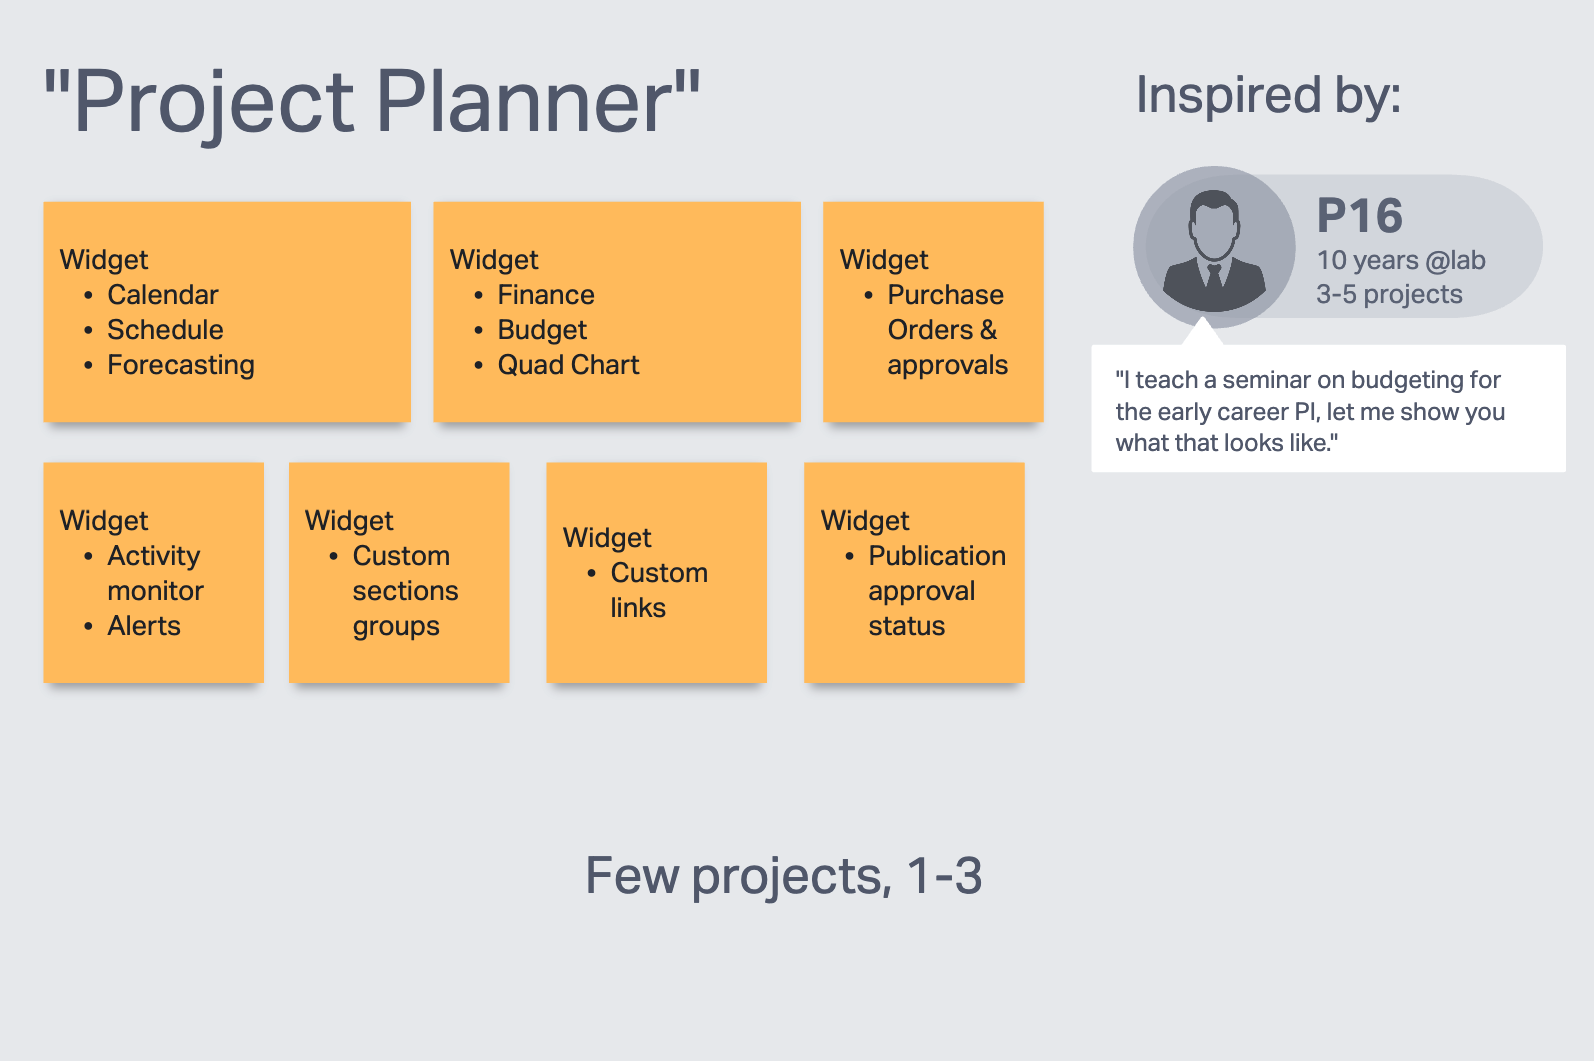 "Project Planner"
Inspired by:
P16
10 years @lab
3-5 projects
"I teach a seminar on budgeting for
the early career PI, let me show you
what that looks like."
Widget
• Calendar
• Schedule
• Forecasting
Widget
• Finance
• Budget
• Quad Chart
Widget
• Purchase
Orders &
approvals
Widget
• Activity
monitor
• Alerts
Widget
• Custom
sections
groups
Widget
• Custom
links
Widget
• Publication
approval
status
Few projects, 1-3